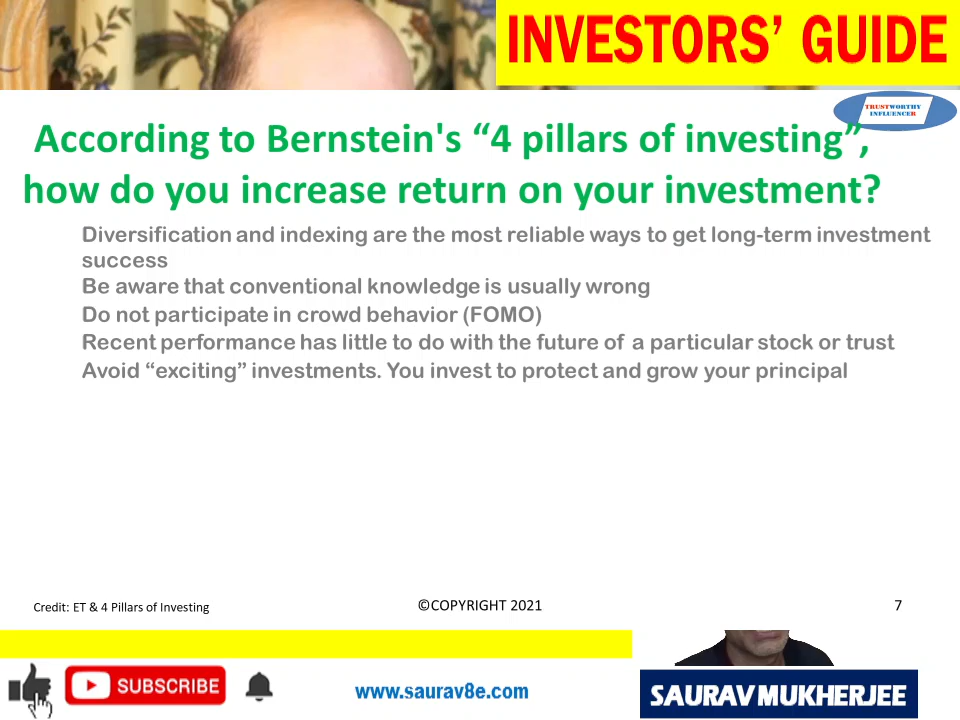 INVESTORS’ GUIDE
TRUSTWORTHY
INFLUENCER
According to Bernstein's “4 pillars of investing”,
how do you increase return on your investment?
Diversification and indexing are the most reliable ways to get long-term investment
success
Be aware that conventional knowledge is usually wrong
Do not participate in crowd behavior (FOMO)
Recent performance has little to do with the future of a particular stock or trust
Avoid “exciting” investments. You invest to protect and grow your principal
Credit: ET & 4 Pillars of Investing
©COPYRIGHT 2021
7
SUBSCRIBE
www.saurav8e.com
SAURAV MUKHERJEE